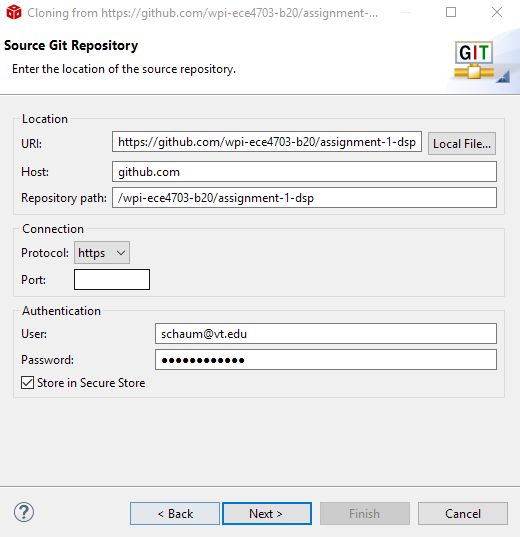 Cloning from https://github.com/wpi-ece4703-b20/assignment-...
Source Git Repository
Enter the location of the source repository.
GIT
Location
URI: https://github.com/wpi-ece4703-b20/assignment-1-dsp Local File...
Host: github.com
Repository path: /wpi-ece4703-b20/assignment-1-dsp
Connection
Protocol: https
Port:
Authentication
User: schaum@vt.edu
Password: ●●●●●●●●●●●●
Store in Secure Store
? < Back Next > Finish Cancel